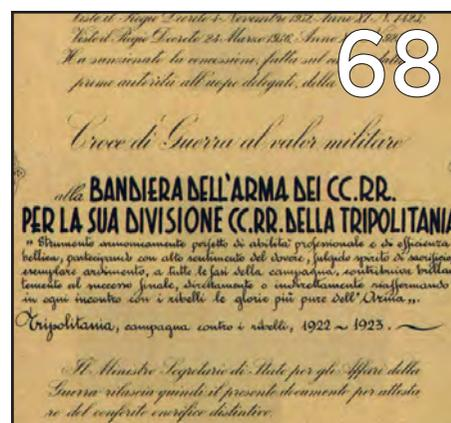 Visto il Regio Decreto 4 Novembre 1932 Anno XI N. 1423;
Visto il Regio Decreto 24 Marzo Anno
68
Ha sanzionato la concessione, fatta sul
prime autorità all'uopo delegate, della
Croce di Guerra al valor militare
alla BANDIERA DELL'ARMA DEI CC.RR.
PER LA SUA DIVISIONE CC.RR. DELLA TRIPOLITANIA
" Strumento armonicamente perfetto di abilità professionale e di efficienza
bellica, partecipando con alto sentimento del dovere, fulgido spirito di sacrificio,
esemplare ardimento, a tutte le fasi della campagna, contribuiva brillan
temente al successo finale, direttamente o indirettamente riaffermando
in ogni incontro con i ribelli le glorie più pure dell'Arma „.
Tripolitania, campagna contro i ribelli, 1922 ~ 1923.
Il Ministro Segretario di Stato per gli Affari della
Guerra rilascia quindi il presente documento per attesta
re del conferito onorifico distintivo.